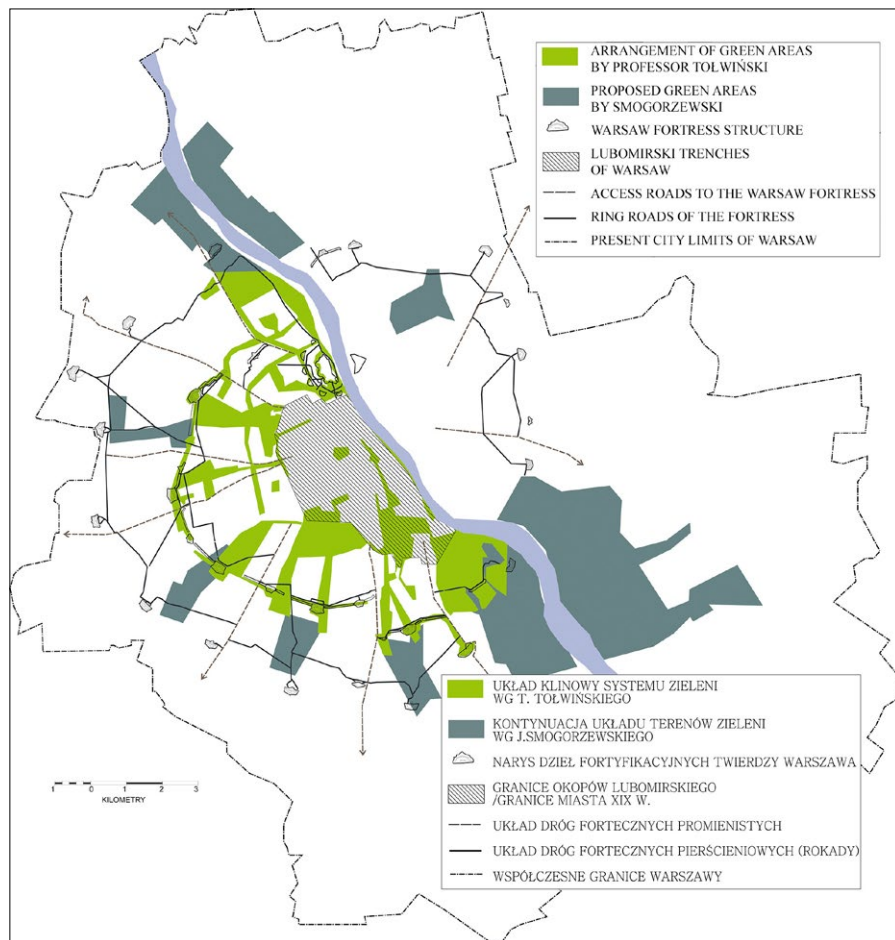 ARRANGEMENT OF GREEN AREAS
BY PROFESSOR TOŁWIŃSKI
PROPOSED GREEN AREAS
BY SMOGORZEWSKI
WARSAW FORTRESS STRUCTURE
LUBOMIRSKI TRENCHES
OF WARSAW
ACCESS ROADS TO THE WARSAW FORTRESS
RING ROADS OF THE FORTRESS
PRESENT CITY LIMITS OF WARSAW
UKŁAD KLINOWY SYSTEMU ZIELENI
WG T. TOŁWIŃSKIEGO
KONTYNUACJA UKŁADU TERENÓW ZIELENI
WG J.SMOGORZEWSKIEGO
NARYS DZIEŁ FORTYFIKACYJNYCH TWIERDZY WARSZAWA
GRANICE OKOPÓW LUBOMIRSKIEGO
/GRANICE MIASTA XIX W.
UKŁAD DRÓG FORTECZNYCH PROMIENISTYCH
UKŁAD DRÓG FORTECZNYCH PIERŚCIENIOWYCH (ROKADY)
WSPÓŁCZESNE GRANICE WARSZAWY
1 0 1 2 3
KILOMETRY